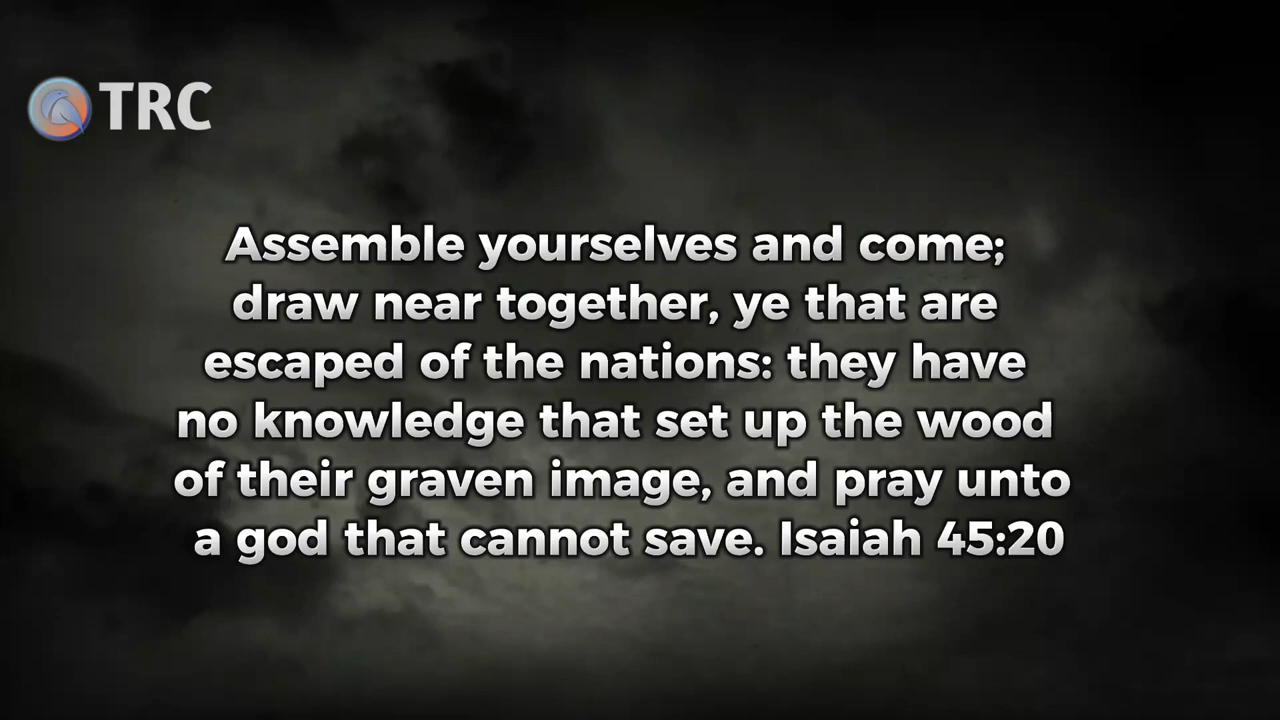 TRC
Assemble yourselves and come;
draw near together, ye that are
escaped of the nations: they have
no knowledge that set up the wood
of their graven image, and pray unto
a god that cannot save. Isaiah 45:20